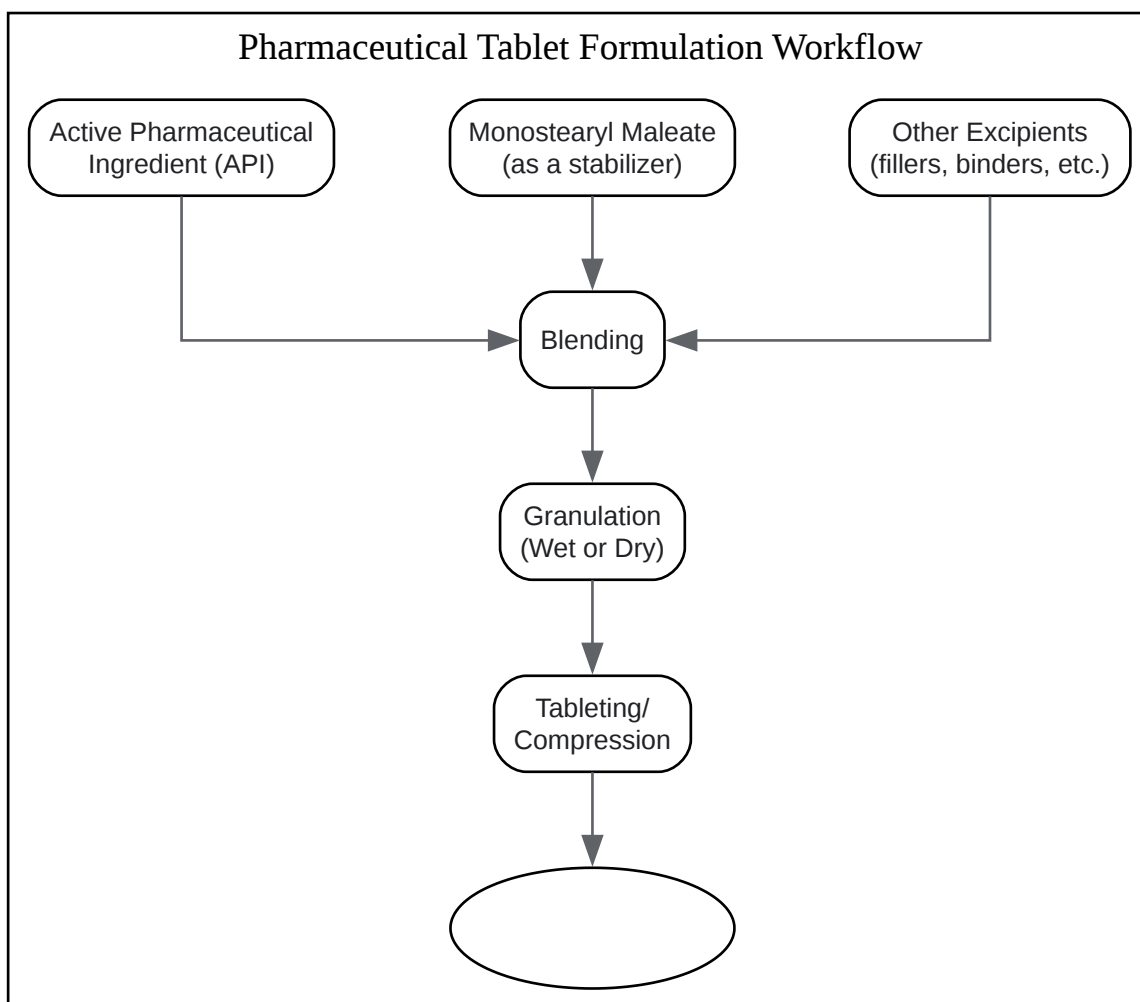 Pharmaceutical Tablet Formulation Workflow
Active Pharmaceutical
Ingredient (API)
Monostearyl Maleate
(as a stabilizer)
Other Excipients
(fillers, binders, etc.)
Blending
Granulation
(Wet or Dry)
Tableting/
Compression